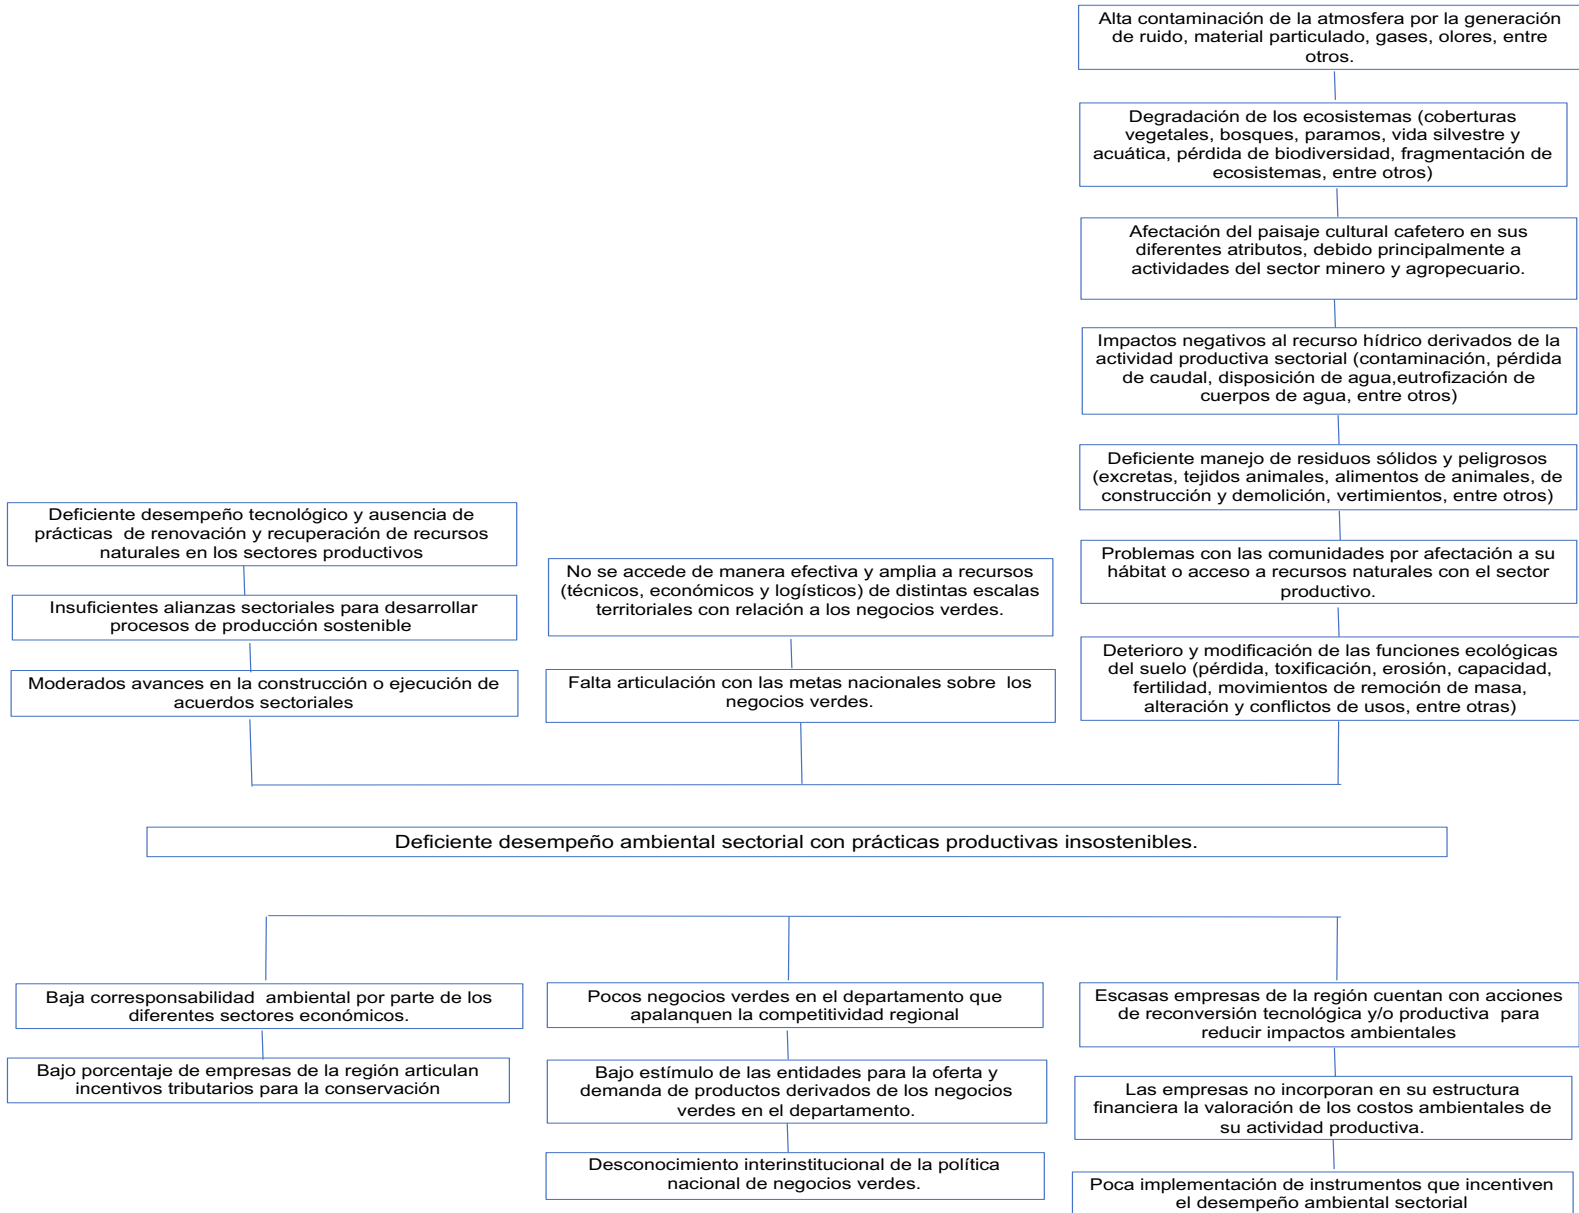 Alta contaminación de la atmosfera por la generación
de ruido, material particulado, gases, olores, entre
otros.
Degradación de los ecosistemas (coberturas
vegetales, bosques, paramos, vida silvestre y
acuática, pérdida de biodiversidad, fragmentación de
ecosistemas, entre otros)
Afectación del paisaje cultural cafetero en sus
diferentes atributos, debido principalmente a
actividades del sector minero y agropecuario.
Impactos negativos al recurso hídrico derivados de la
actividad productiva sectorial (contaminación, pérdida
de caudal, disposición de agua,eutrofización de
cuerpos de agua, entre otros)
Deficiente manejo de residuos sólidos y peligrosos
(excretas, tejidos animales, alimentos de animales, de
construcción y demolición, vertimientos, entre otros)
Problemas con las comunidades por afectación a su
hábitat o acceso a recursos naturales con el sector
productivo.
Deterioro y modificación de las funciones ecológicas
del suelo (pérdida, toxificación, erosión, capacidad,
fertilidad, movimientos de remoción de masa,
alteración y conflictos de usos, entre otras)
Deficiente desempeño tecnológico y ausencia de
prácticas de renovación y recuperación de recursos
naturales en los sectores productivos
Insuficientes alianzas sectoriales para desarrollar
procesos de producción sostenible
Moderados avances en la construcción o ejecución de
acuerdos sectoriales
No se accede de manera efectiva y amplia a recursos
(técnicos, económicos y logísticos) de distintas escalas
territoriales con relación a los negocios verdes.
Falta articulación con las metas nacionales sobre los
negocios verdes.
Deficiente desempeño ambiental sectorial con prácticas productivas insostenibles.
Baja corresponsabilidad ambiental por parte de los
diferentes sectores económicos.
Bajo porcentaje de empresas de la región articulan
incentivos tributarios para la conservación
Pocos negocios verdes en el departamento que
apalanquen la competitividad regional
Bajo estímulo de las entidades para la oferta y
demanda de productos derivados de los negocios
verdes en el departamento.
Desconocimiento interinstitucional de la política
nacional de negocios verdes.
Escasas empresas de la región cuentan con acciones
de reconversión tecnológica y/o productiva para
reducir impactos ambientales
Las empresas no incorporan en su estructura
financiera la valoración de los costos ambientales de
su actividad productiva.
Poca implementación de instrumentos que incentiven
el desempeño ambiental sectorial